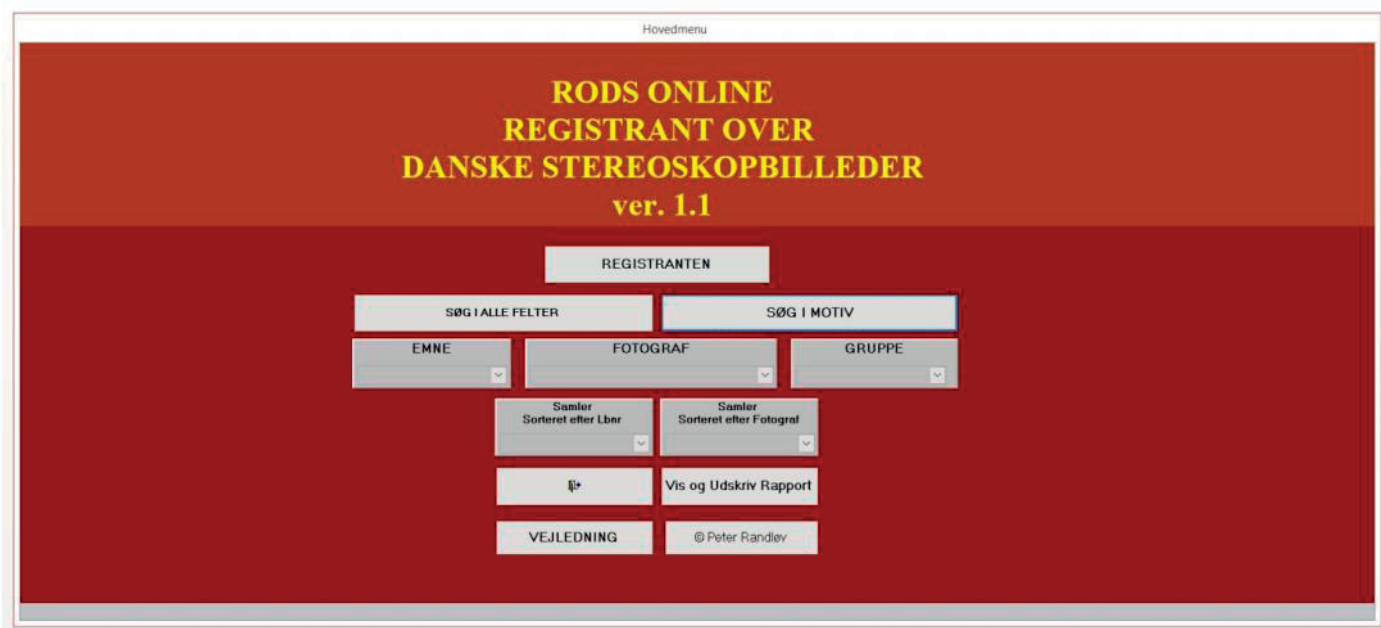 Hovedmenu
RODS ONLINE
REGISTRANT OVER
DANSKE STEREOSKOPBILLEDER
ver. 1.1
REGISTRANTEN
SØG I ALLE FELTER
SØG I MOTIV
EMNE
FOTOGRAF
GRUPPE
Samler
Sorteret efter Lbnr
Samler
Sorteret efter Fotograf
Vis og Udskriv Rapport
VEJLEDNING
© Peter Randløv